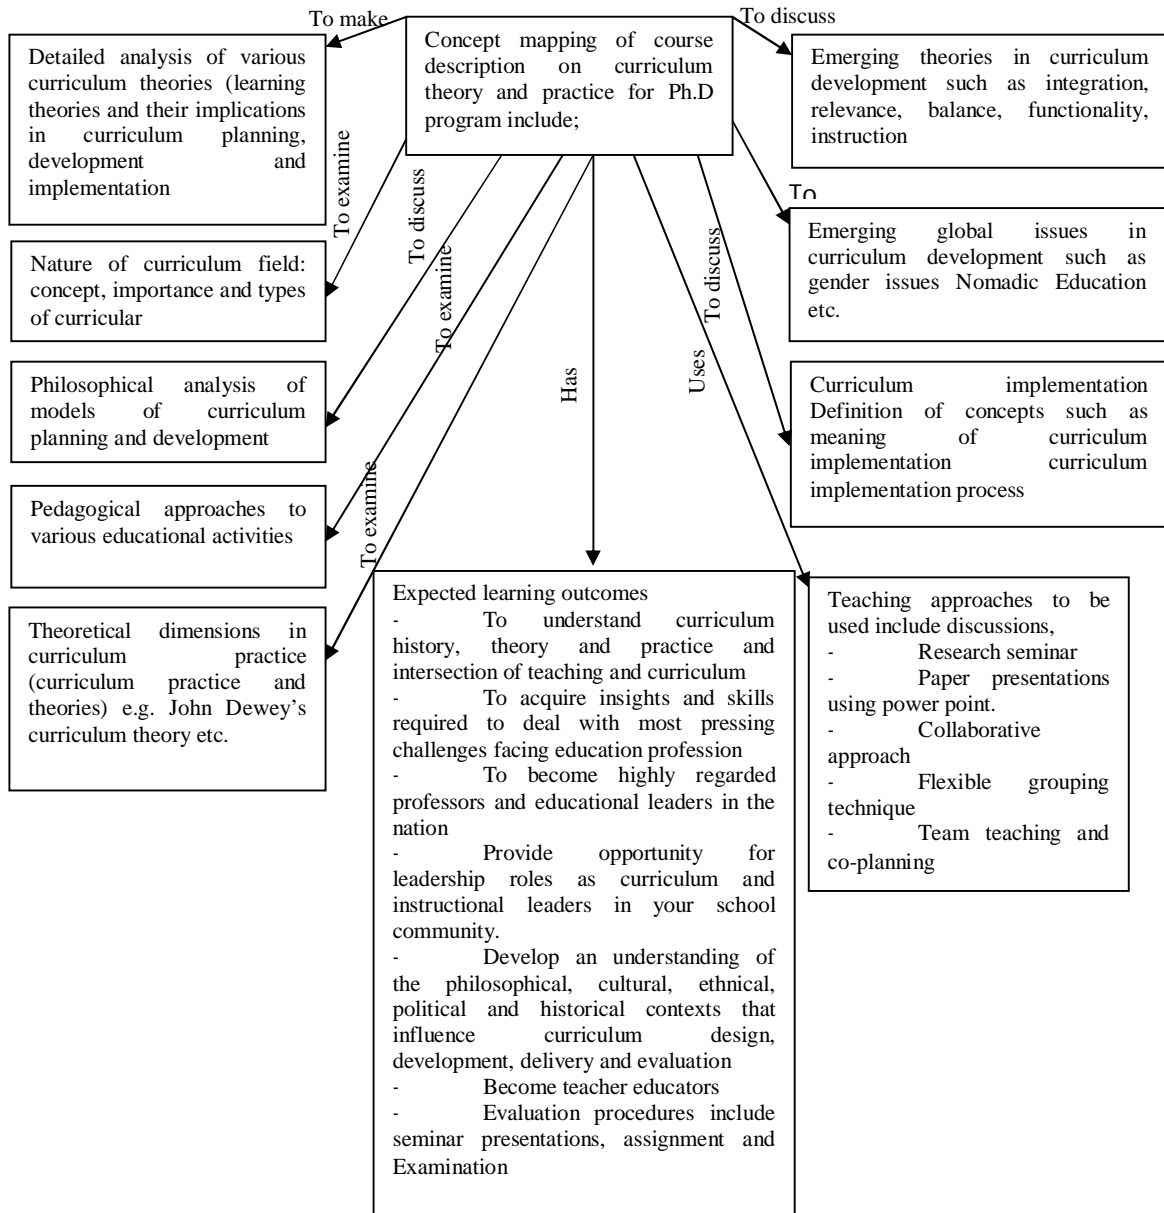 To make
To discuss
Concept mapping of course
description on curriculum
theory and practice for Ph.D
program include;
Detailed analysis of various
curriculum theories (learning
theories and their implications
in curriculum planning,
development and
implementation
Emerging theories in curriculum
development such as integration,
relevance, balance, functionality,
instruction
To examine
To discuss
To examine
To
Nature of curriculum field:
concept, importance and types
of curricular
Emerging global issues in
curriculum development such as
gender issues Nomadic Education
etc.
To discuss
Uses
Has
Philosophical analysis of
models of curriculum
planning and development
Curriculum implementation
Definition of concepts such as
meaning of curriculum
implementation curriculum
implementation process
To examine
Pedagogical approaches to
various educational activities
Theoretical dimensions in
curriculum practice
(curriculum practice and
theories) e.g. John Dewey's
curriculum theory etc.
Expected learning outcomes
- To understand curriculum
history, theory and practice and
intersection of teaching and curriculum
- To acquire insights and skills
required to deal with most pressing
challenges facing education profession
- To become highly regarded
professors and educational leaders in the
nation
- Provide opportunity for
leadership roles as curriculum and
instructional leaders in your school
community.
- Develop an understanding of
the philosophical, cultural, ethnical,
political and historical contexts that
influence curriculum design,
development, delivery and evaluation
- Become teacher educators
- Evaluation procedures include
seminar presentations, assignment and
Examination
Teaching approaches to be
used include discussions,
- Research seminar
- Paper presentations
using power point.
- Collaborative
approach
- Flexible grouping
technique
- Team teaching and
co-planning